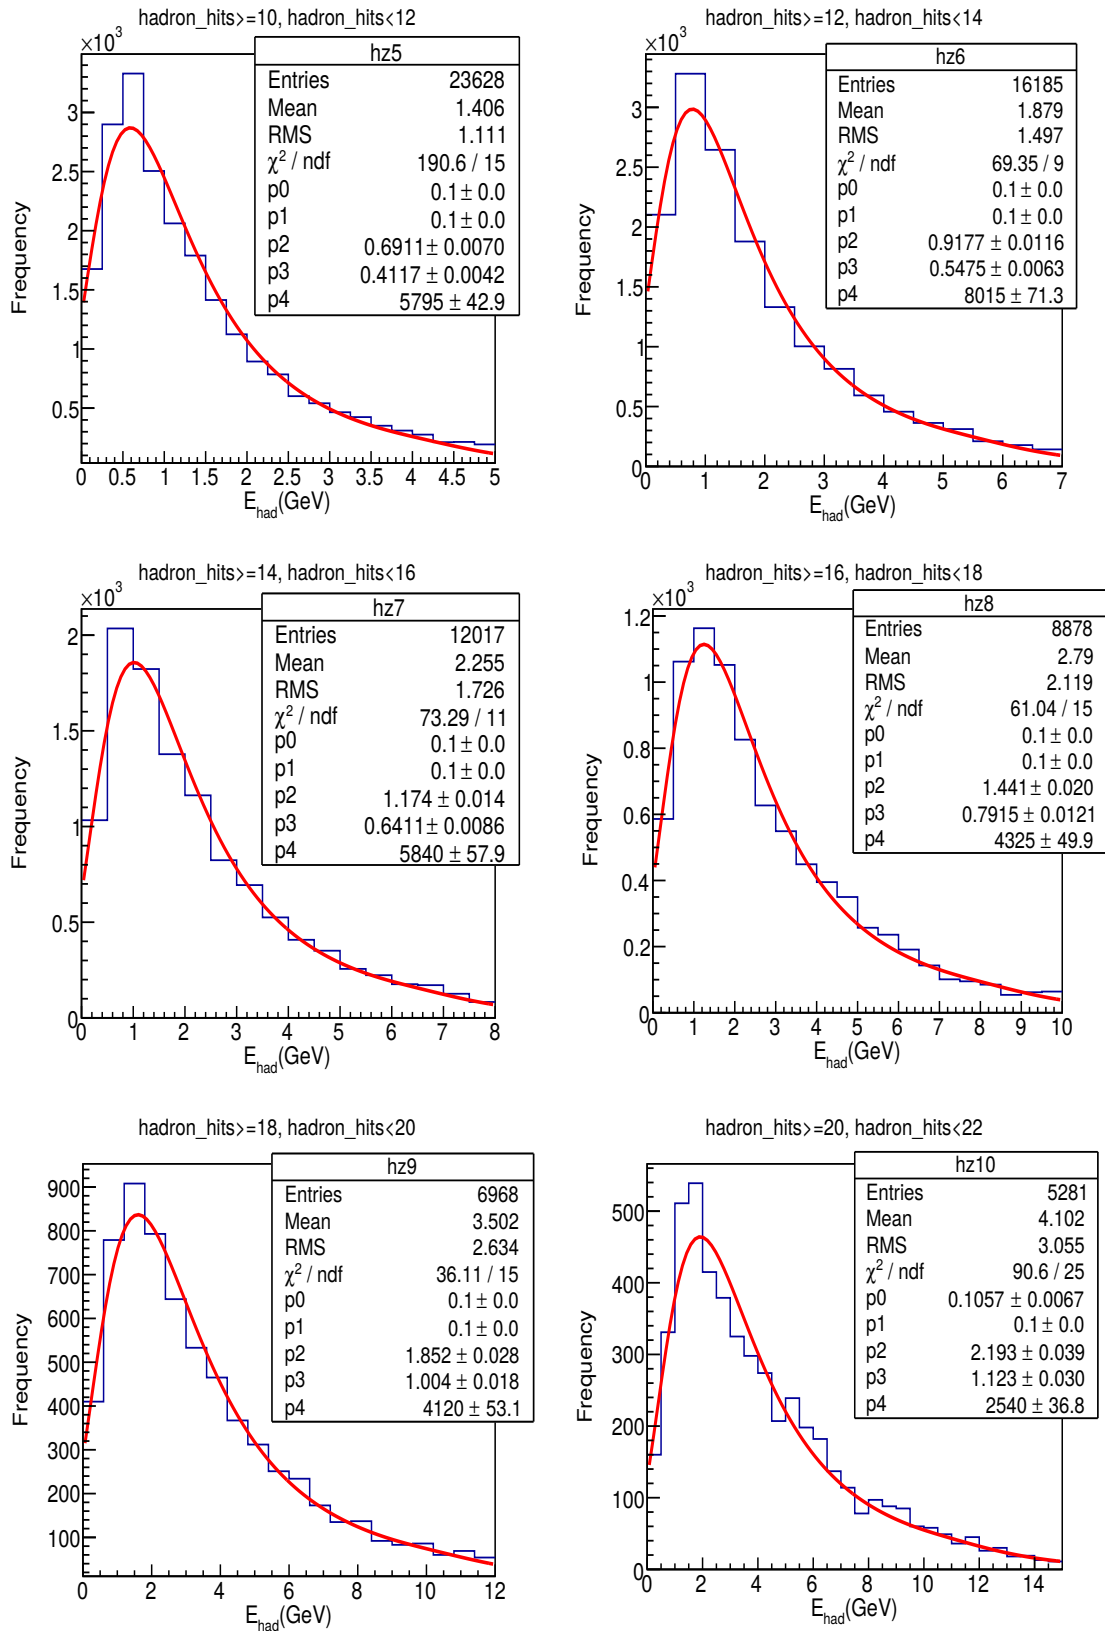 hadron_hits>=10, hadron_hits<12
×10³
hz5
Entries 23628
Mean 1.406
RMS 1.111
χ² / ndf 190.6 / 15
p0 0.1 ± 0.0
p1 0.1 ± 0.0
p2 0.6911 ± 0.0070
p3 0.4117 ± 0.0042
p4 5795 ± 42.9
Frequency
3
2.5
2
1.5
1
0.5
0 0.5 1 1.5 2 2.5 3 3.5 4 4.5 5
E_had(GeV)
hadron_hits>=12, hadron_hits<14
×10³
hz6
Entries 16185
Mean 1.879
RMS 1.497
χ² / ndf 69.35 / 9
p0 0.1 ± 0.0
p1 0.1 ± 0.0
p2 0.9177 ± 0.0116
p3 0.5475 ± 0.0063
p4 8015 ± 71.3
Frequency
3
2.5
2
1.5
1
0.5
0
0 1 2 3 4 5 6 7
E_had(GeV)
hadron_hits>=14, hadron_hits<16
×10³
hz7
Entries 12017
Mean 2.255
RMS 1.726
χ² / ndf 73.29 / 11
p0 0.1 ± 0.0
p1 0.1 ± 0.0
p2 1.174 ± 0.014
p3 0.6411 ± 0.0086
p4 5840 ± 57.9
Frequency
2
1.5
1
0.5
0
0 1 2 3 4 5 6 7 8
E_had(GeV)
hadron_hits>=16, hadron_hits<18
×10³
hz8
Entries 8878
Mean 2.79
RMS 2.119
χ² / ndf 61.04 / 15
p0 0.1 ± 0.0
p1 0.1 ± 0.0
p2 1.441 ± 0.020
p3 0.7915 ± 0.0121
p4 4325 ± 49.9
Frequency
1.2
1
0.8
0.6
0.4
0.2
0
0 1 2 3 4 5 6 7 8 9 10
E_had(GeV)
hadron_hits>=18, hadron_hits<20
hz9
Entries 6968
Mean 3.502
RMS 2.634
χ² / ndf 36.11 / 15
p0 0.1 ± 0.0
p1 0.1 ± 0.0
p2 1.852 ± 0.028
p3 1.004 ± 0.018
p4 4120 ± 53.1
Frequency
900
800
700
600
500
400
300
200
100
0 2 4 6 8 10 12
E_had(GeV)
hadron_hits>=20, hadron_hits<22
hz10
Entries 5281
Mean 4.102
RMS 3.055
χ² / ndf 90.6 / 25
p0 0.1057 ± 0.0067
p1 0.1 ± 0.0
p2 2.193 ± 0.039
p3 1.123 ± 0.030
p4 2540 ± 36.8
Frequency
500
400
300
200
100
0
0 2 4 6 8 10 12 14
E_had(GeV)